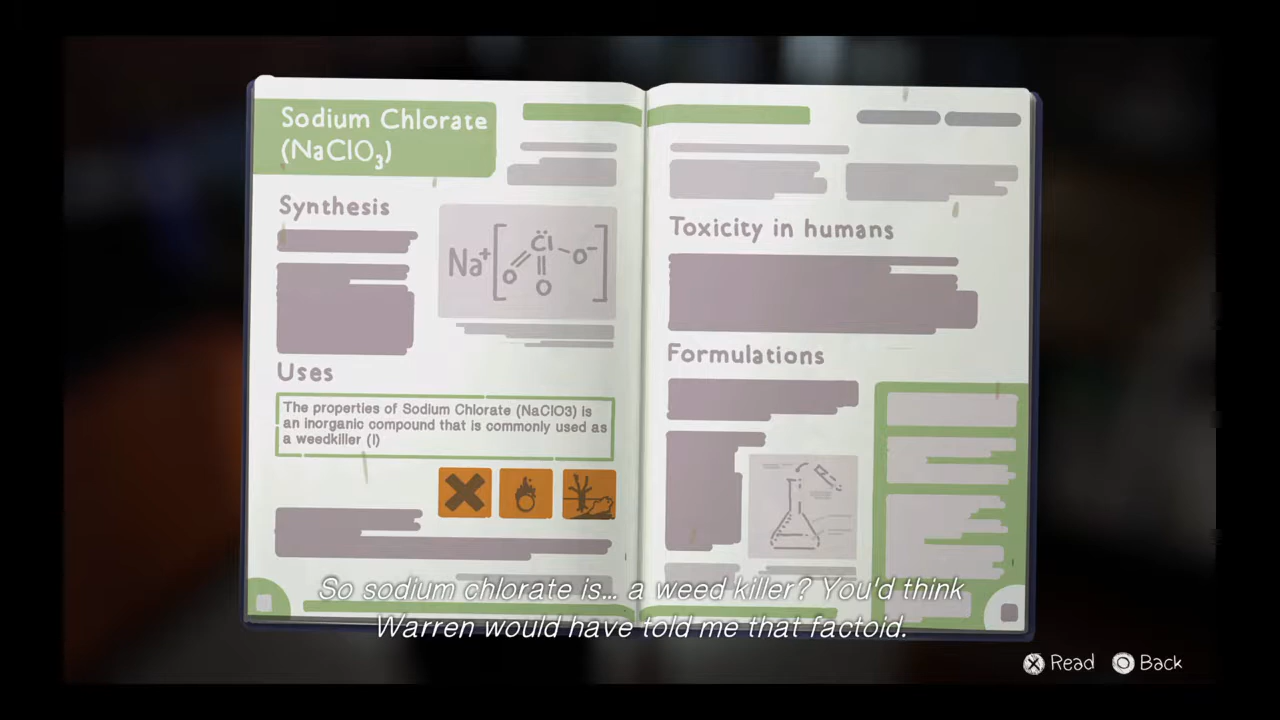 Sodium Chlorate
(NaClO₃)
Synthesis
Na⁺ [O C̈l O⁻ O]
Uses
The properties of Sodium Chlorate (NaClO3) is
an inorganic compound that is commonly used as
a weedkiller (l)
Toxicity in humans
Formulations
So sodium chlorate is... a weed killer? You'd think
Warren would have told me that factoid.
Read
Back